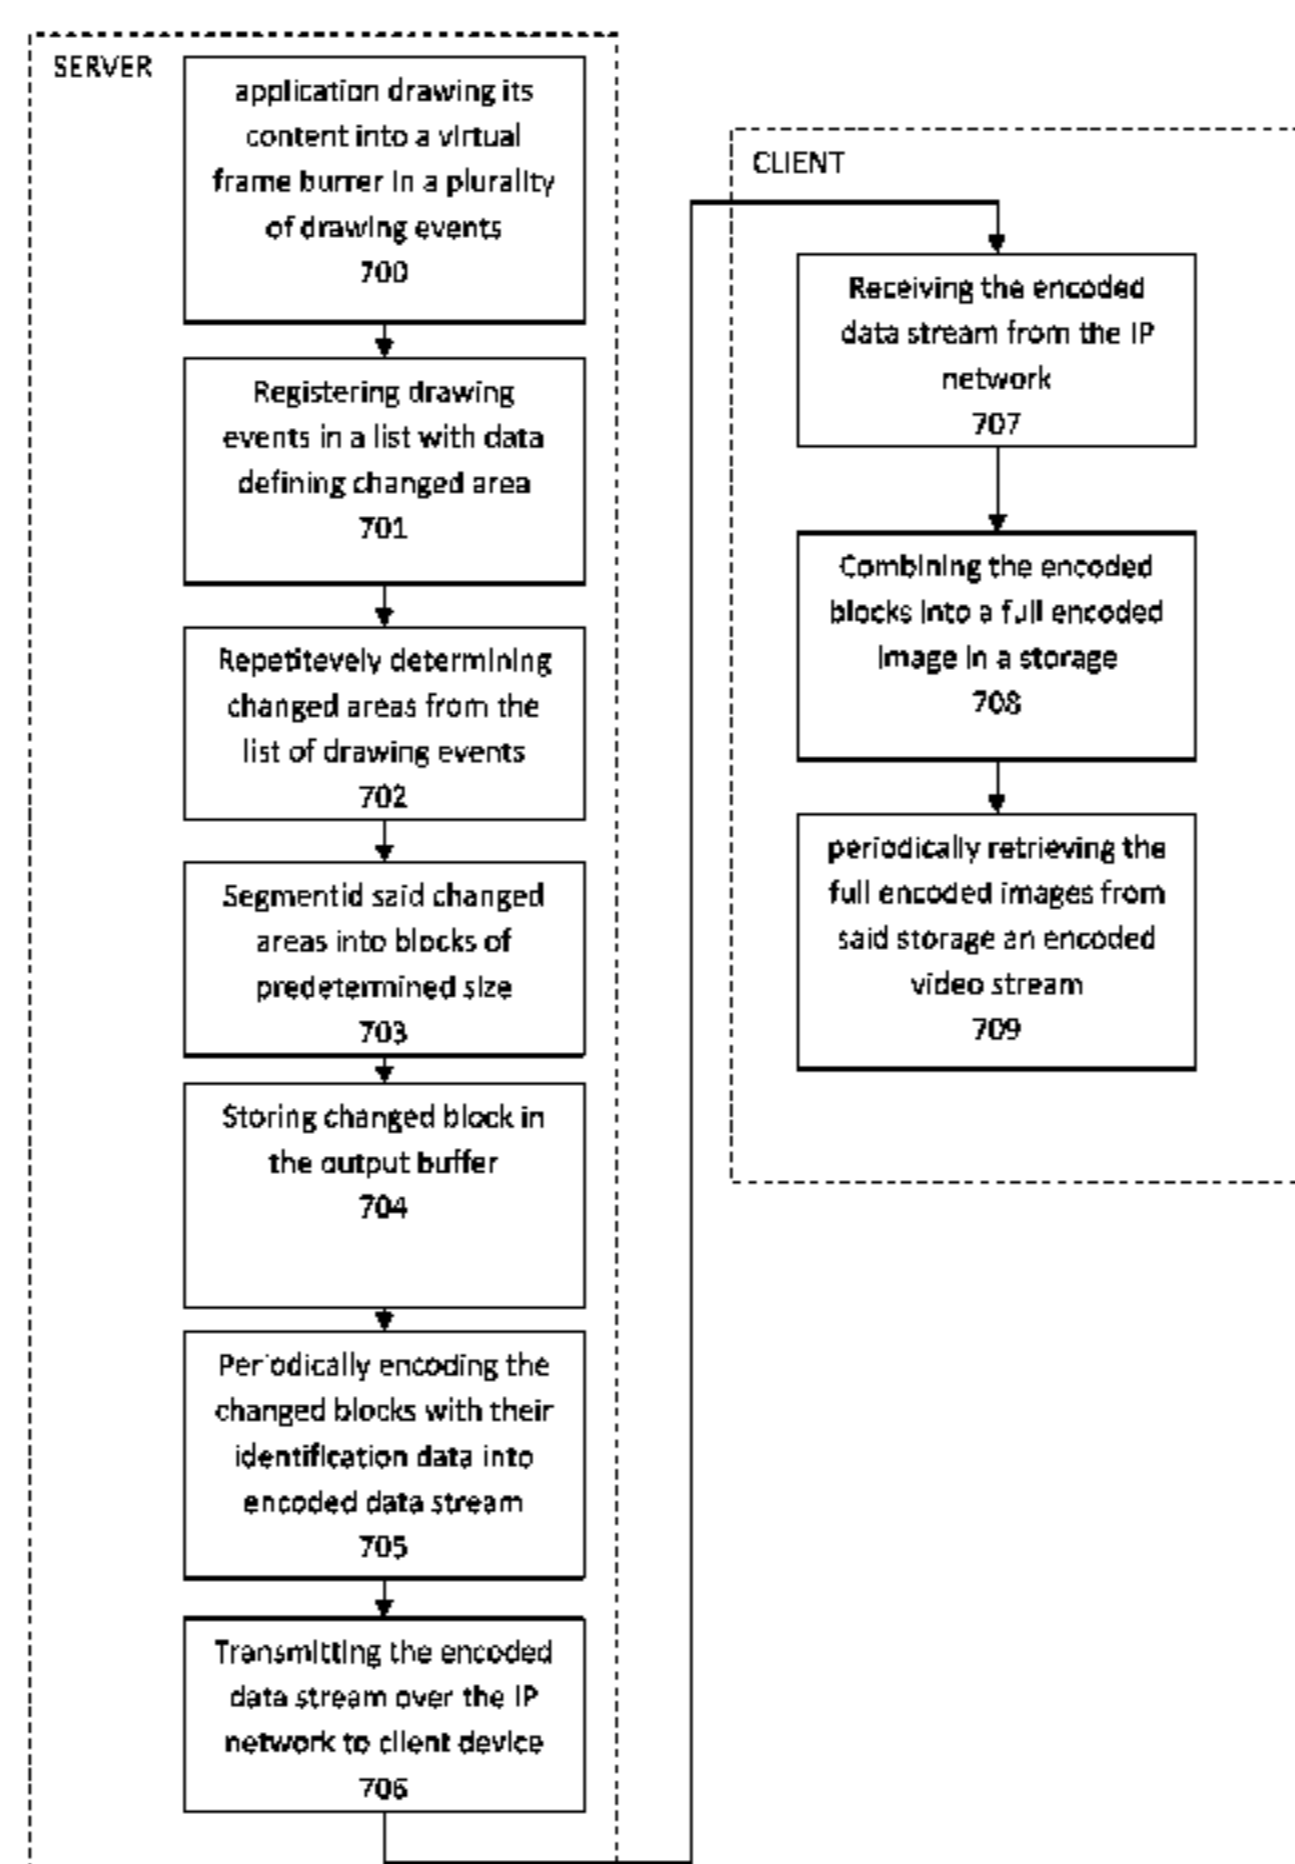 SERVER
application drawing its
content into a virtual
frame burrer in a plurality
of drawing events
700
Registering drawing
events in a list with data
defining changed area
701
Repetitevely determining
changed areas from the
list of drawing events
702
Segmentid said changed
areas into blocks of
predetermined size
703
Storing changed block in
the output buffer
704
Periodically encoding the
changed blocks with their
identification data into
encoded data stream
705
Transmitting the encoded
data stream over the IP
network to client device
706
CLIENT
Receiving the encoded
data stream from the IP
network
707
Combining the encoded
blocks into a full encoded
image in a storage
708
periodically retrieving the
full encoded images from
said storage an encoded
video stream
709